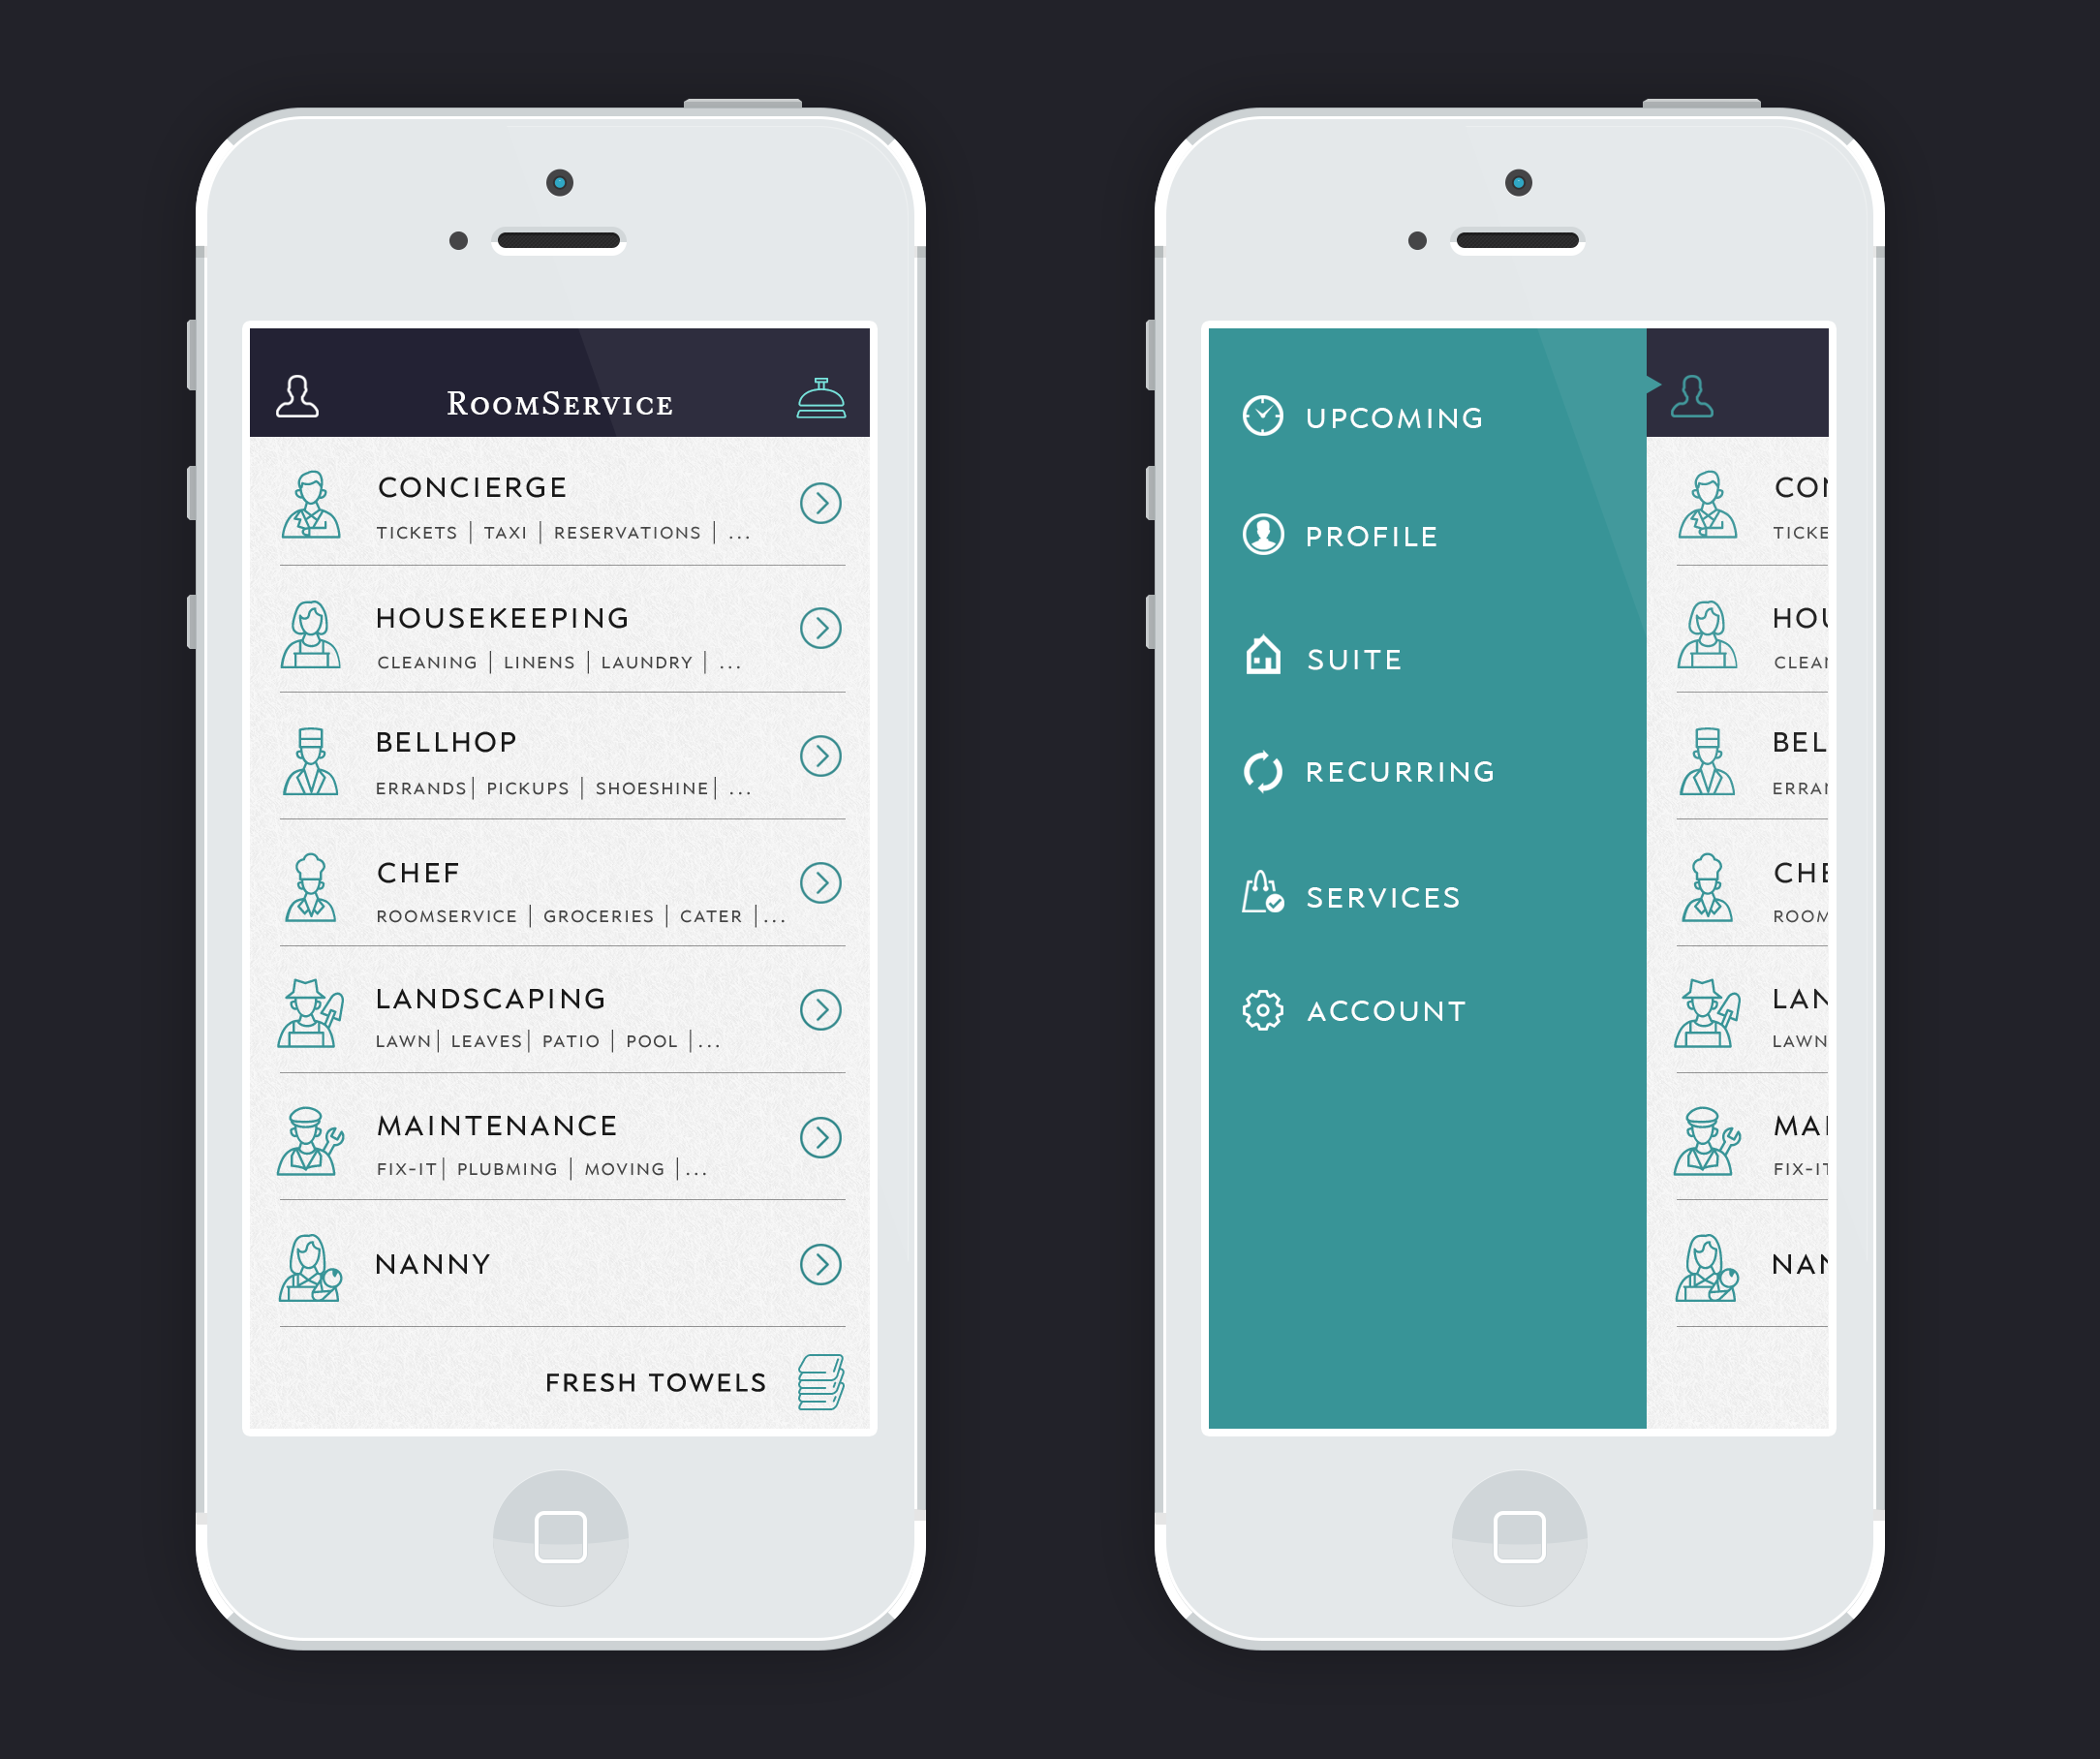 RoomService
CONCIERGE
TICKETS | TAXI | RESERVATIONS | ...
HOUSEKEEPING
CLEANING | LINENS | LAUNDRY | ...
BELLHOP
ERRANDS | PICKUPS | SHOESHINE | ...
CHEF
ROOMSERVICE | GROCERIES | CATER | ...
LANDSCAPING
LAWN | LEAVES | PATIO | POOL | ...
MAINTENANCE
FIX-IT | PLUBMING | MOVING | ...
NANNY
FRESH TOWELS
UPCOMING
PROFILE
SUITE
RECURRING
SERVICES
ACCOUNT
CON
TICKE
HOU
CLEAN
BEL
ERRAN
CHE
ROOM
LAN
LAWN
MAI
FIX-IT
NAN